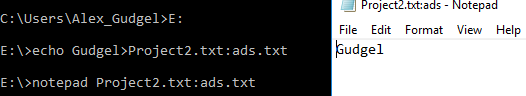 C:\Users\Alex_Gudgel>E:
E:\>echo Gudgel>Project2.txt:ads.txt
E:\>notepad Project2.txt:ads.txt
Project2.txt:ads - Notepad
File Edit Format View Help
Gudgel